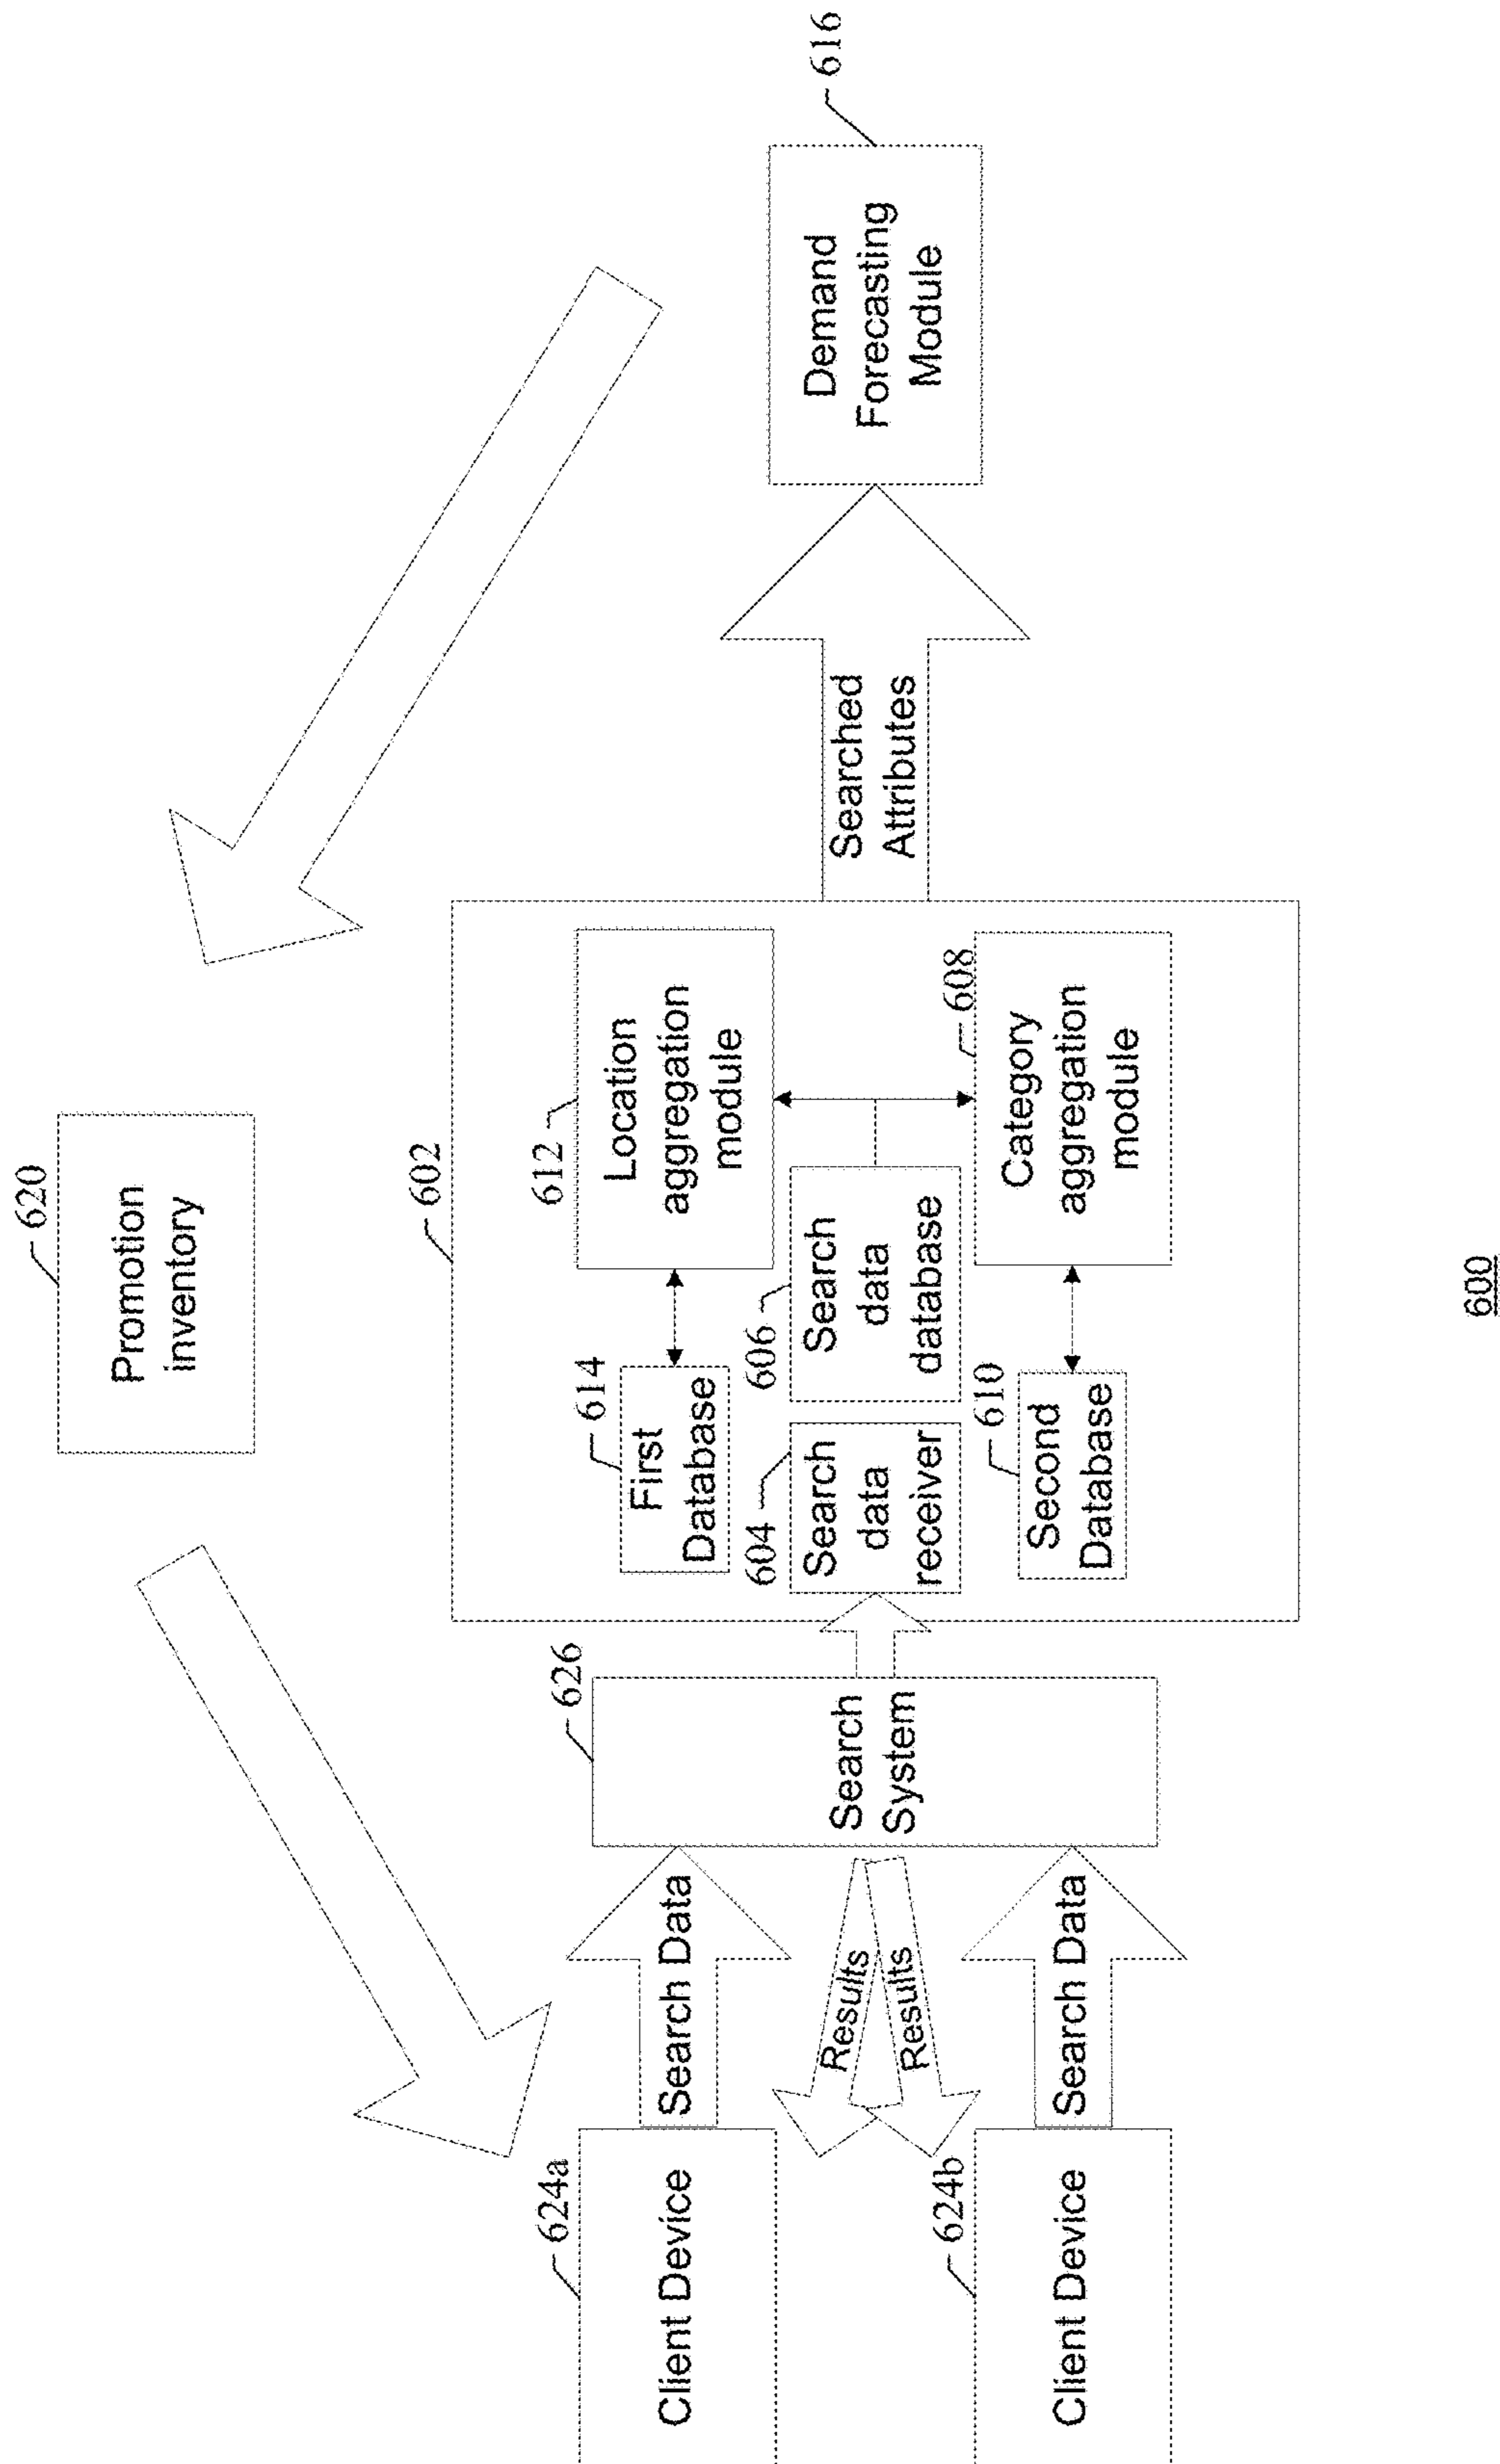 620
Promotion
inventory
602
612
Location
aggregation
module
614
First
Database
606
Search
data
database
604
Search
data
receiver
608
Category
aggregation
module
610
Second
Database
624a
Client Device
624b
Client Device
Search Data
Search Data
Results
Results
626
Search
System
Searched
Attributes
616
Demand
Forecasting
Module
600